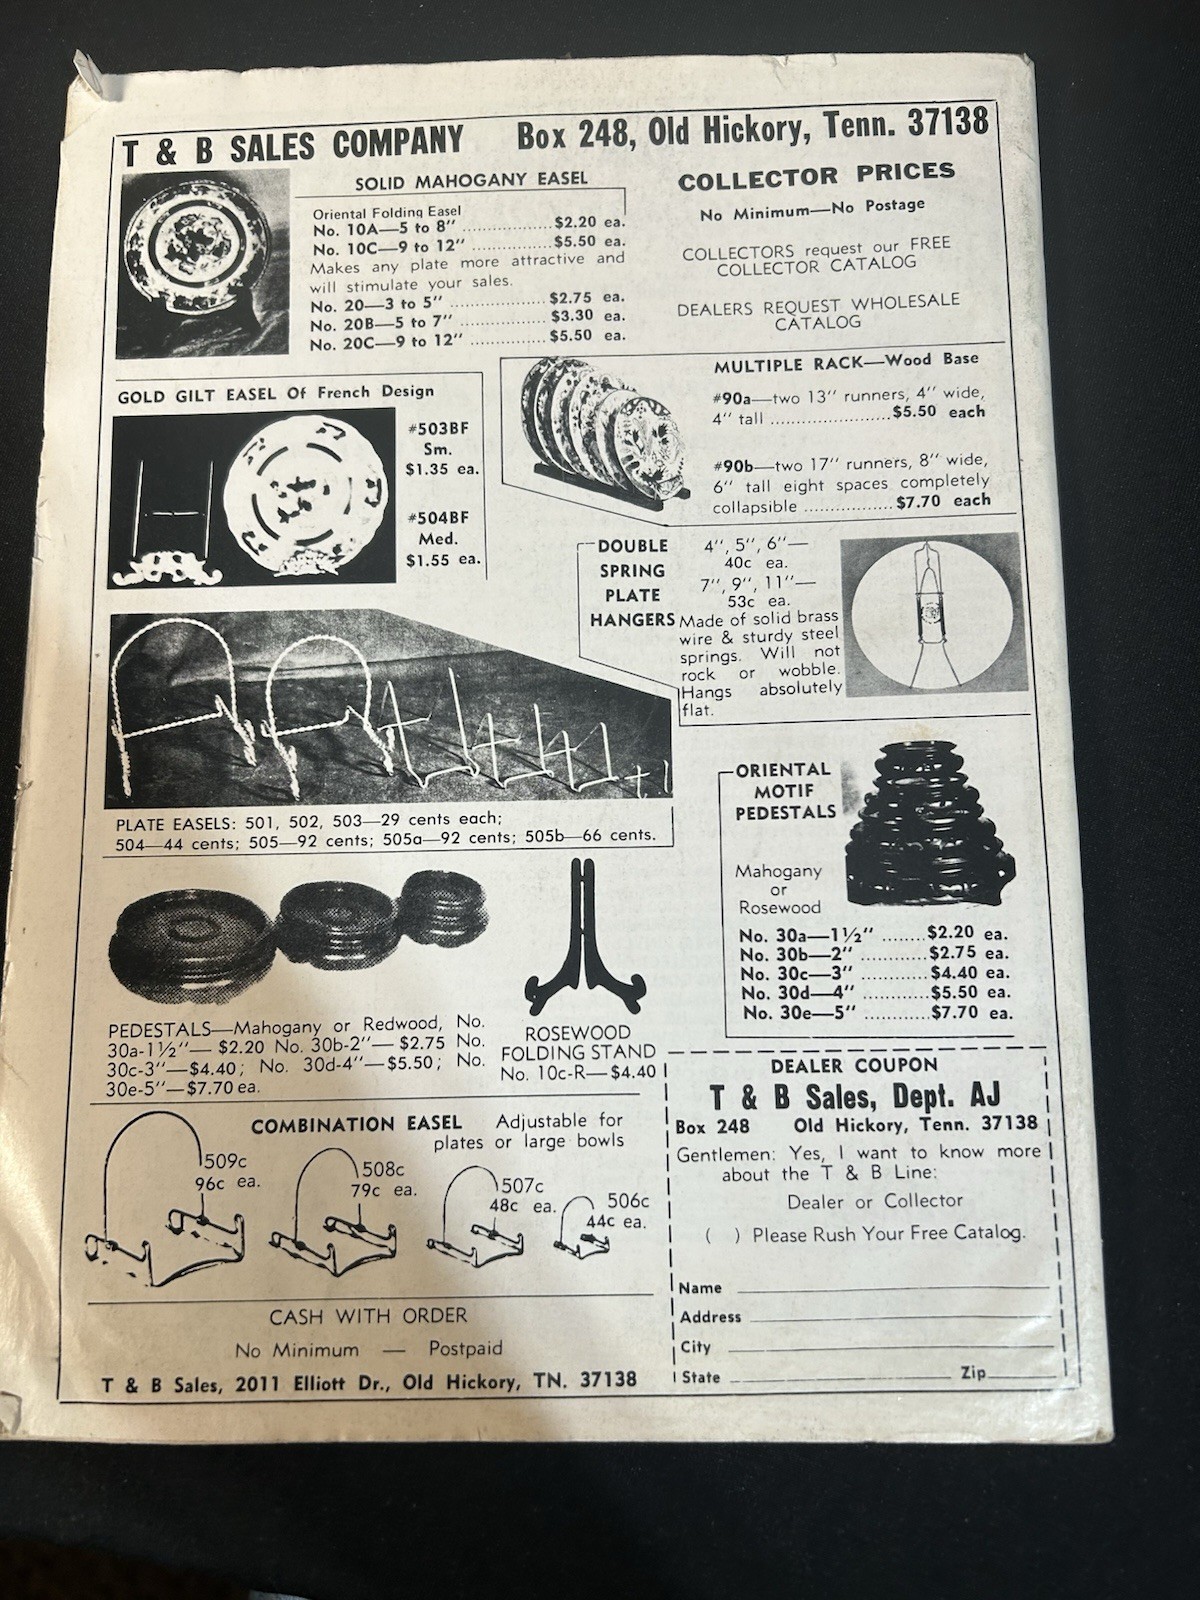 T & B SALES COMPANY Box 248, Old Hickory, Tenn. 37138
SOLID MAHOGANY EASEL
Oriental Folding Easel
No. 10A—5 to 8" .................$2.20 ea.
No. 10C—9 to 12" ...............$5.50 ea.
Makes any plate more attractive and
will stimulate your sales.
No. 20—3 to 5" ....................$2.75 ea.
No. 20B—5 to 7" ..................$3.30 ea.
No. 20C—9 to 12" ................$5.50 ea.
COLLECTOR PRICES
No Minimum—No Postage
COLLECTORS request our FREE
COLLECTOR CATALOG
DEALERS REQUEST WHOLESALE
CATALOG
GOLD GILT EASEL Of French Design
#503BF
Sm.
$1.35 ea.
#504BF
Med.
$1.55 ea.
MULTIPLE RACK—Wood Base
#90a—two 13" runners, 4" wide,
4" tall .......................$5.50 each
#90b—two 17" runners, 8" wide,
6" tall eight spaces completely
collapsible .................$7.70 each
DOUBLE
SPRING
PLATE
HANGERS
4", 5", 6"—
40c ea.
7", 9", 11"—
53c ea.
Made of solid brass
wire & sturdy steel
springs. Will not
rock or wobble.
Hangs absolutely
flat.
PLATE EASELS: 501, 502, 503—29 cents each;
504—44 cents; 505—92 cents; 505a—92 cents; 505b—66 cents.
ORIENTAL
MOTIF
PEDESTALS
Mahogany
or
Rosewood
No. 30a—1½" ........$2.20 ea.
No. 30b—2" ............$2.75 ea.
No. 30c—3" ............$4.40 ea.
No. 30d—4" ............$5.50 ea.
No. 30e—5" ............$7.70 ea.
PEDESTALS—Mahogany or Redwood, No.
30a-1½"— $2.20 No. 30b-2"— $2.75 No.
30c-3"—$4.40; No. 30d-4"—$5.50; No.
30e-5"—$7.70 ea.
ROSEWOOD
FOLDING STAND
No. 10c-R—$4.40
COMBINATION EASEL Adjustable for
plates or large bowls
509c
96c ea.
508c
79c ea.
507c
48c ea.
506c
44c ea.
CASH WITH ORDER
No Minimum — Postpaid
T & B Sales, 2011 Elliott Dr., Old Hickory, TN. 37138
DEALER COUPON
T & B Sales, Dept. AJ
Box 248 Old Hickory, Tenn. 37138
Gentlemen: Yes, I want to know more
about the T & B Line:
Dealer or Collector
( ) Please Rush Your Free Catalog.
Name
Address
City
State Zip